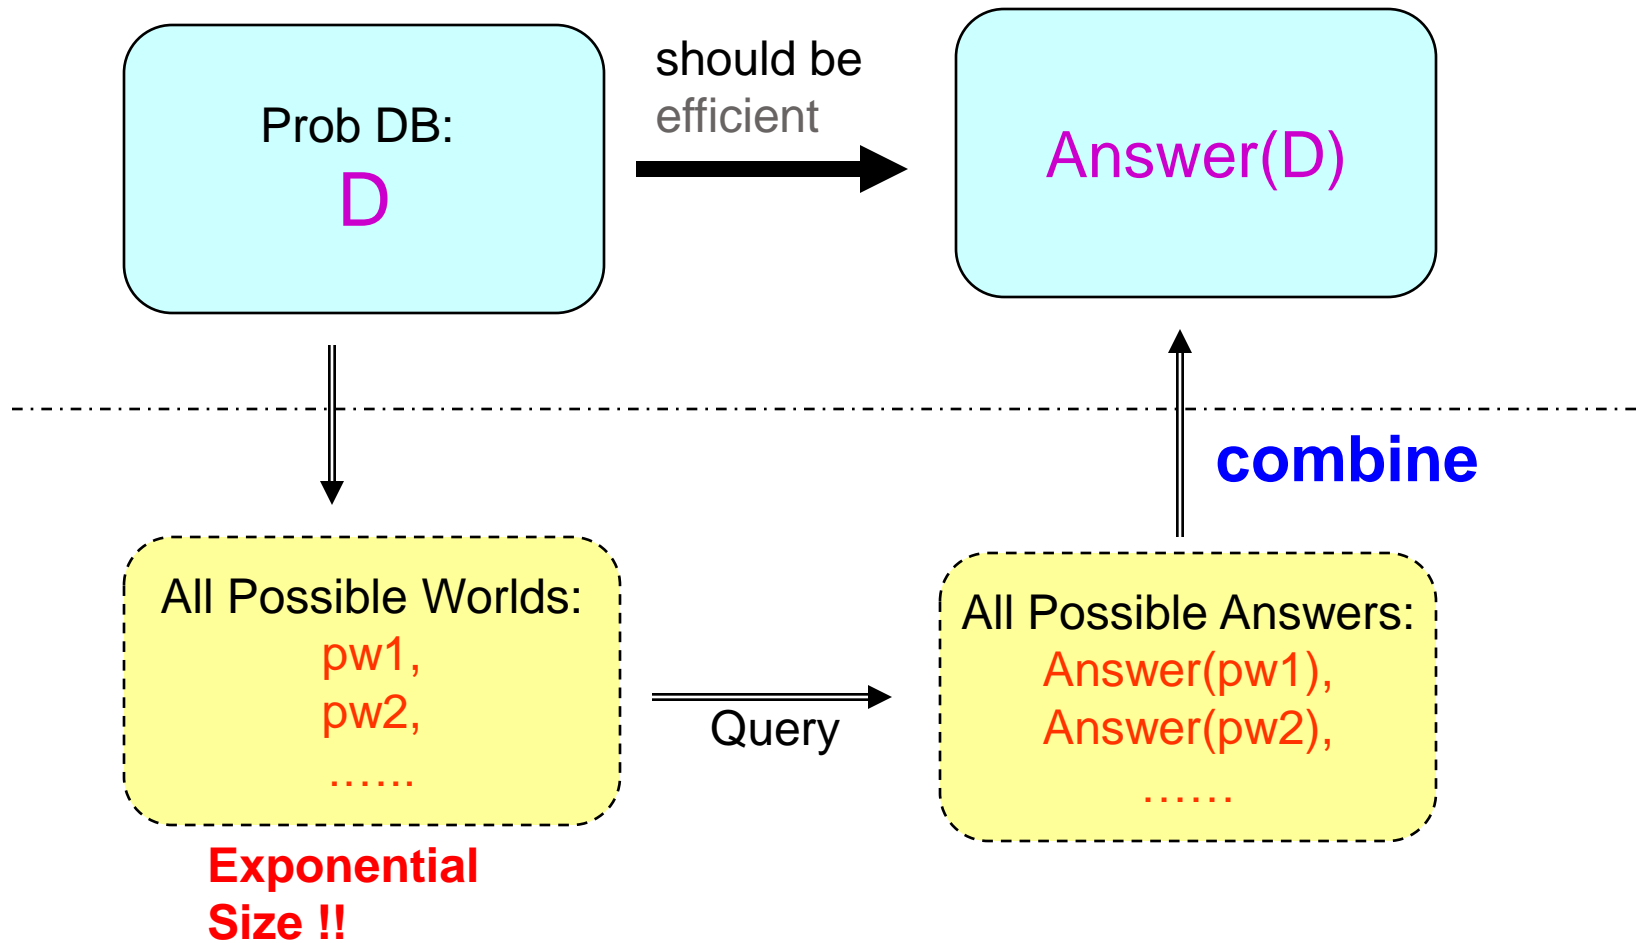 Prob DB:
D
should be
efficient
Answer(D)
combine
All Possible Worlds:
pw1,
pw2,
……
Exponential
Size !!
Query
All Possible Answers:
Answer(pw1),
Answer(pw2),
……